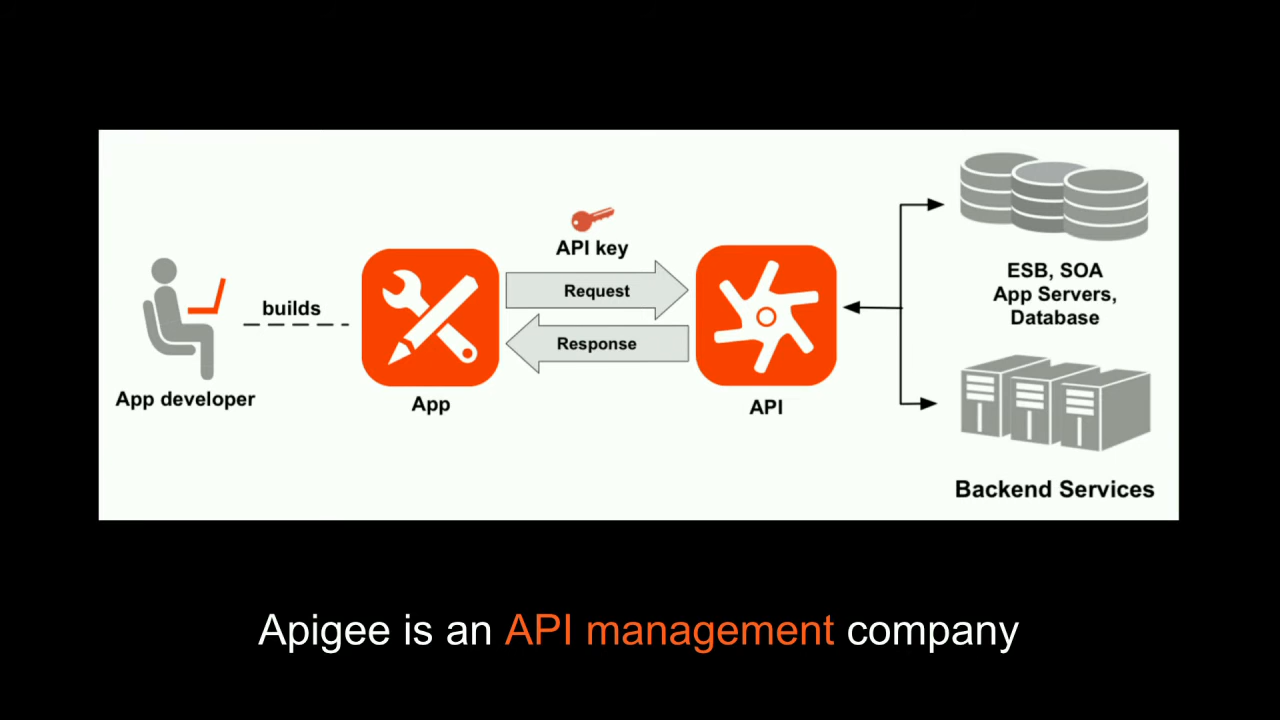 API key
Request
Response
builds
App developer
App
API
ESB, SOA
App Servers,
Database
Backend Services
Apigee is an API management company